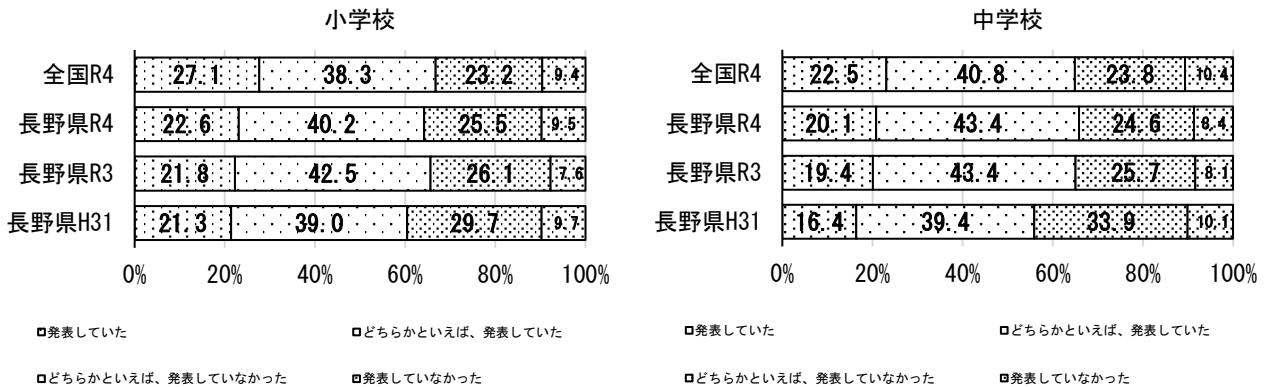 小学校
全国R4 27.1 38.3 23.2 9.4
長野県R4 22.6 40.2 25.5 9.5
長野県R3 21.8 42.5 26.1 7.6
長野県H31 21.3 39.0 29.7 9.7
0% 20% 40% 60% 80% 100%
発表していた どちらかといえば、発表していた
どちらかといえば、発表していなかった 発表していなかった
中学校
全国R4 22.5 40.8 23.8 10.4
長野県R4 20.1 43.4 24.6 8.4
長野県R3 19.4 43.4 25.7 8.1
長野県H31 16.4 39.4 33.9 10.1
0% 20% 40% 60% 80% 100%
発表していた どちらかといえば、発表していた
どちらかといえば、発表していなかった 発表していなかった